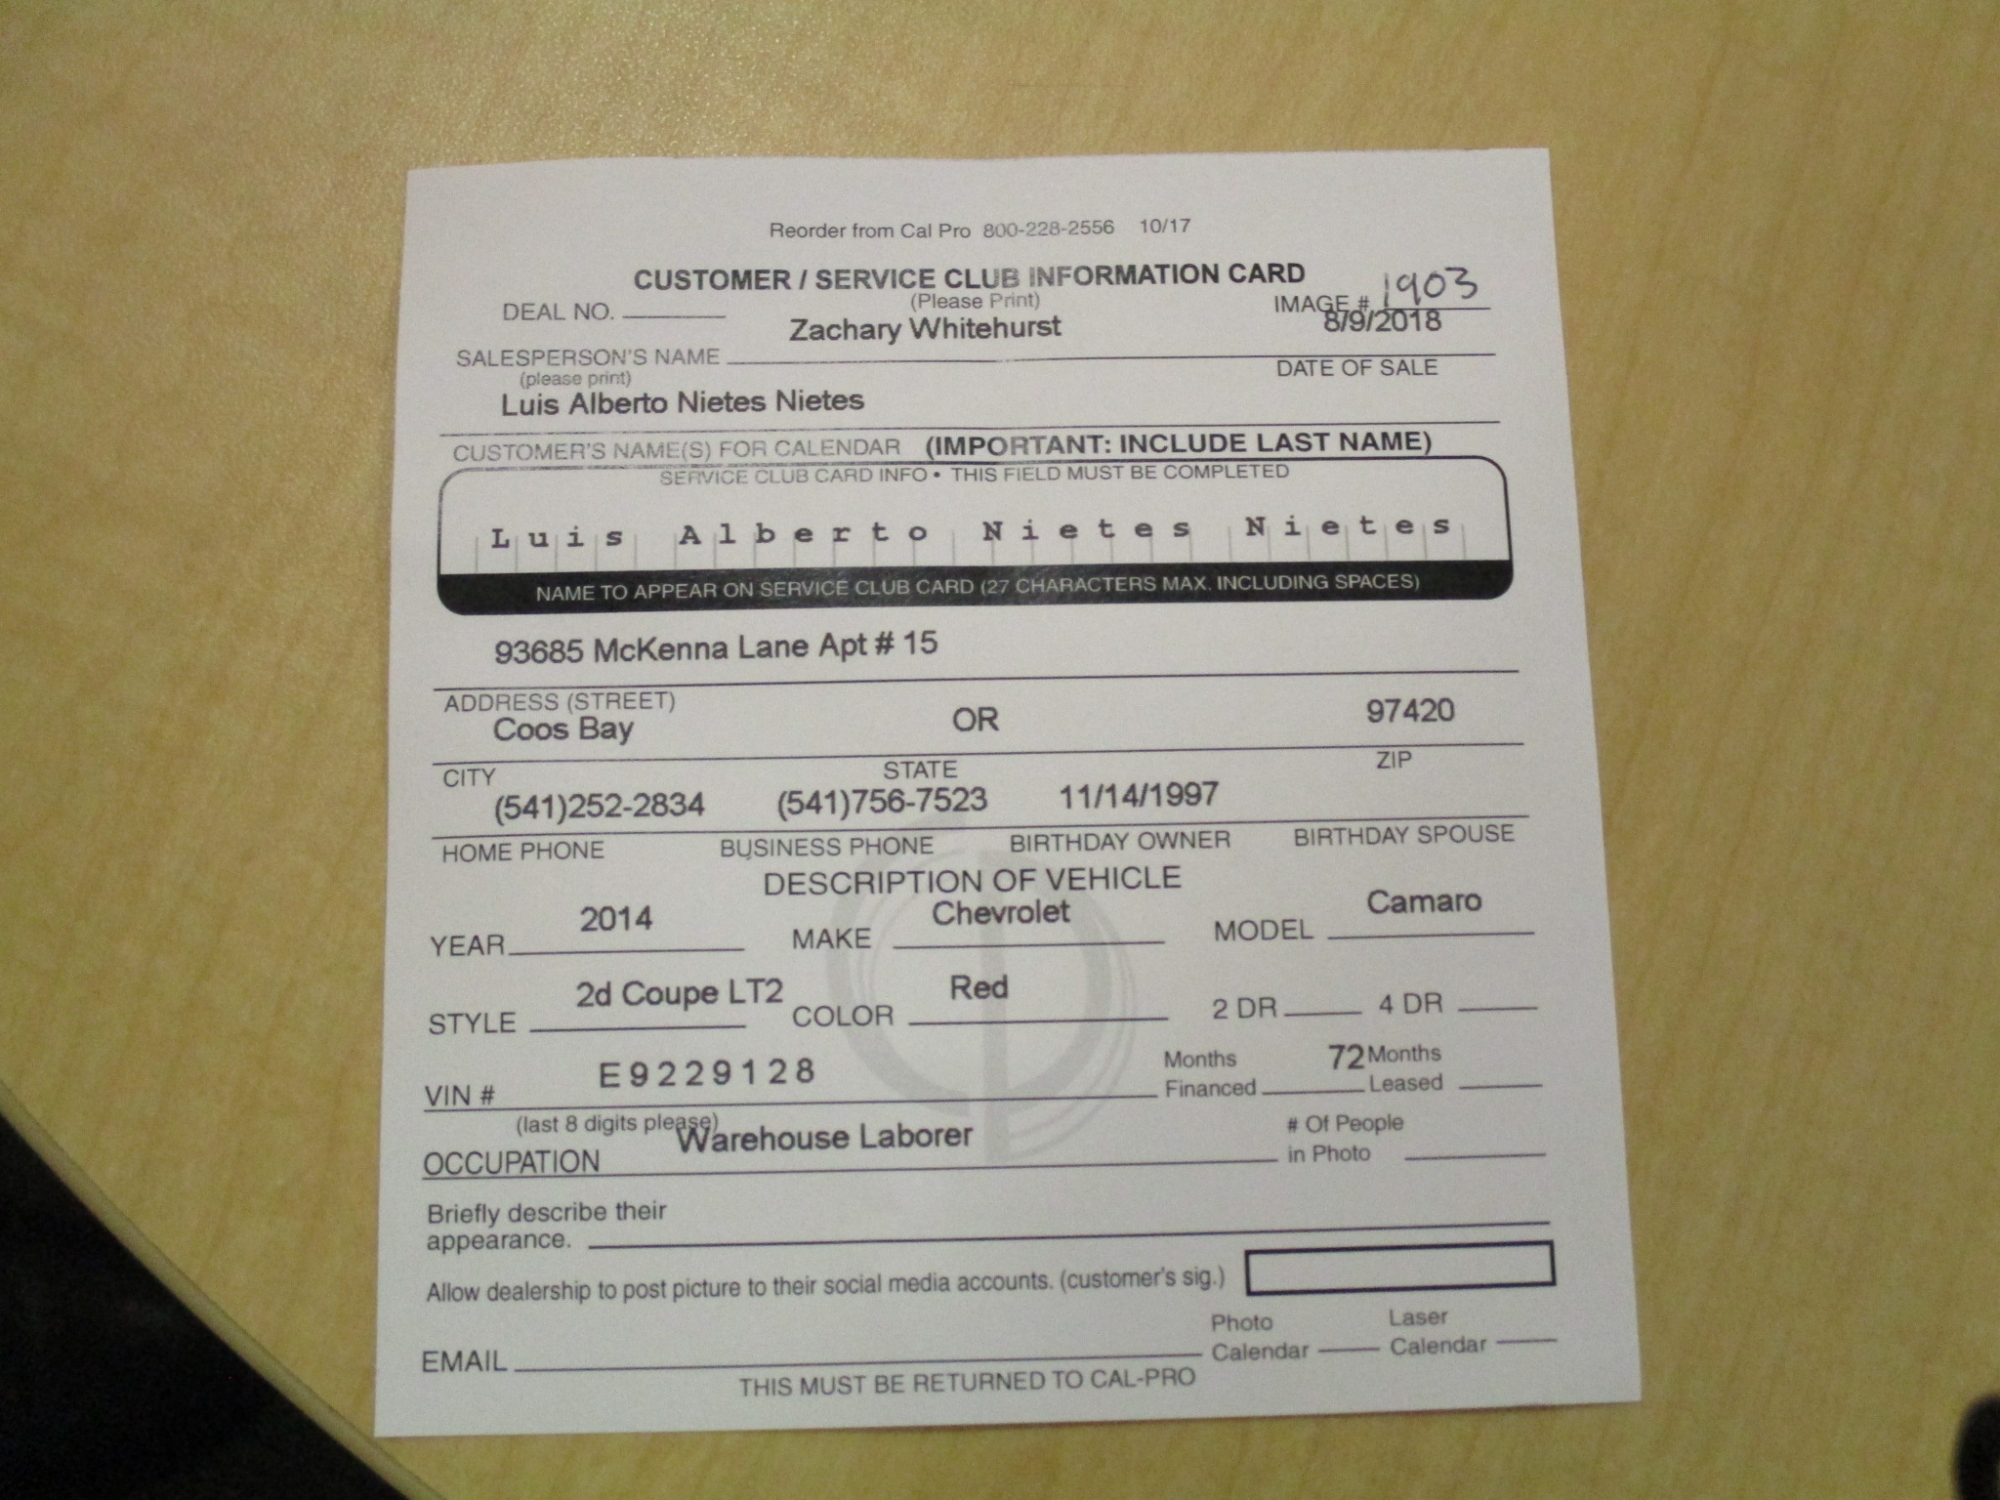 Reorder from Cal Pro 800-228-2556 10/17
CUSTOMER / SERVICE CLUB INFORMATION CARD
(Please Print)
DEAL NO.
IMAGE # 1903
Zachary Whitehurst 8/9/2018
SALESPERSON'S NAME
(please print)
DATE OF SALE
Luis Alberto Nietes Nietes
CUSTOMER'S NAME(S) FOR CALENDAR (IMPORTANT: INCLUDE LAST NAME)
SERVICE CLUB CARD INFO • THIS FIELD MUST BE COMPLETED
Luis Alberto Nietes Nietes
NAME TO APPEAR ON SERVICE CLUB CARD (27 CHARACTERS MAX. INCLUDING SPACES)
93685 McKenna Lane Apt # 15
ADDRESS (STREET)
Coos Bay OR 97420
CITY STATE ZIP
(541)252-2834 (541)756-7523 11/14/1997
HOME PHONE BUSINESS PHONE BIRTHDAY OWNER BIRTHDAY SPOUSE
DESCRIPTION OF VEHICLE
YEAR 2014 MAKE Chevrolet MODEL Camaro
STYLE 2d Coupe LT2 COLOR Red 2 DR 4 DR
VIN # E9229128 Months Financed 72 Months Leased
(last 8 digits please)
OCCUPATION Warehouse Laborer # Of People in Photo
Briefly describe their
appearance.
Allow dealership to post picture to their social media accounts. (customer's sig.)
EMAIL Photo Calendar Laser Calendar
THIS MUST BE RETURNED TO CAL-PRO